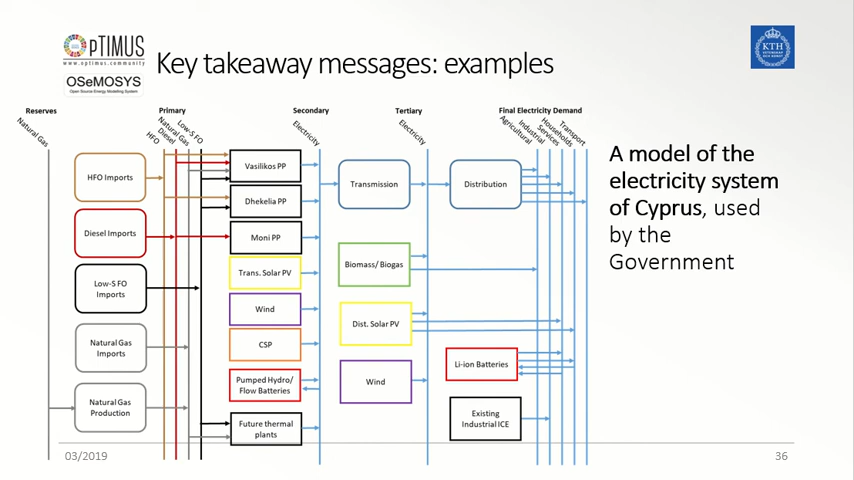 OPTIMUS
www.optimus.community
OSeMOSYS
Open Source Energy Modelling System
Key takeaway messages: examples
KTH
VETENSKAP
OCH KONST
Reserves
Primary
Secondary
Tertiary
Final Electricity Demand
Natural Gas
HFO
Diesel
Natural Gas
Low-S FO
Electricity
Electricity
Agricultural
Industrial
Services
Households
Transport
HFO Imports
Diesel Imports
Low-S FO
Imports
Natural Gas
Imports
Natural Gas
Production
Vasilikos PP
Dhekelia PP
Moni PP
Trans. Solar PV
Wind
CSP
Pumped Hydro/
Flow Batteries
Future thermal
plants
Transmission
Biomass/ Biogas
Dist. Solar PV
Wind
Distribution
Li-ion Batteries
Existing
Industrial ICE
A model of the
electricity system
of Cyprus, used
by the
Government
03/2019
36